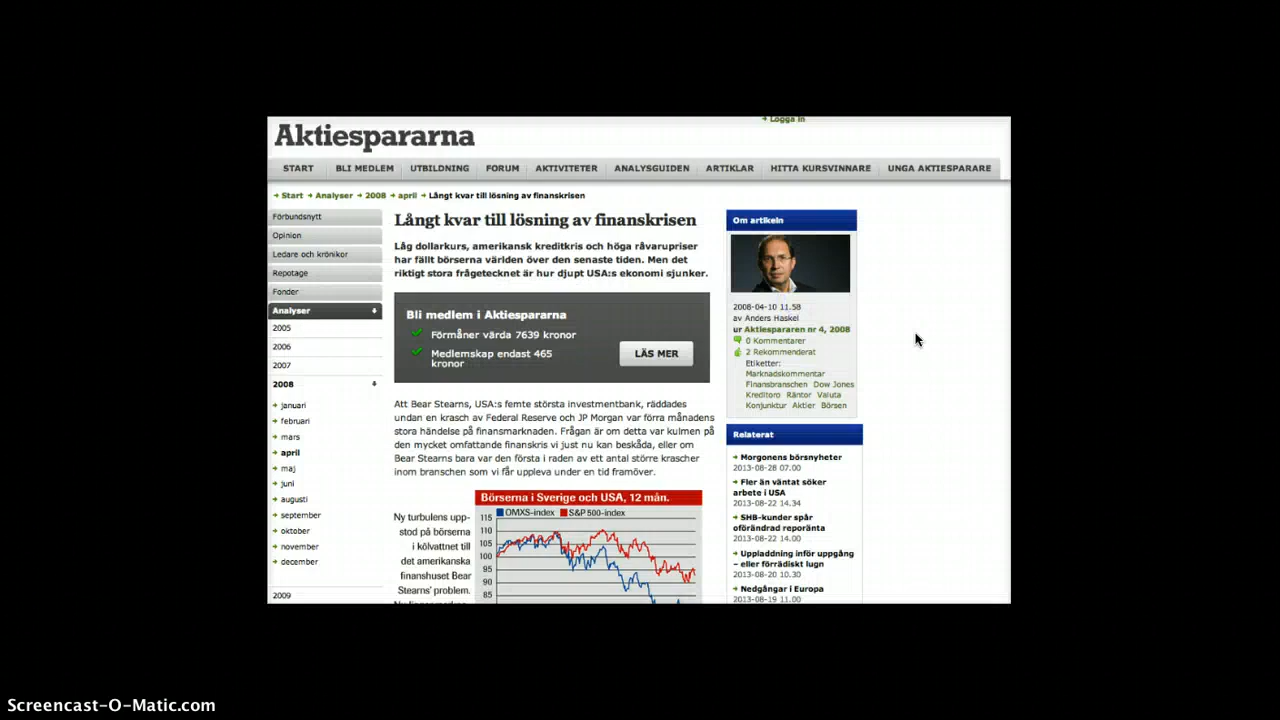 Logga in
Aktiespararna
START BLI MEDLEM UTBILDNING FORUM AKTIVITETER ANALYSGUIDEN ARTIKLAR HITTA KURSVINNARE UNGA AKTIESPARARE
Start Analyser 2008 april Långt kvar till lösning av finanskrisen
Förbundsnytt
Opinion
Ledare och krönikor
Repotage
Fonder
Analyser
2005
2006
2007
2008
januari
februari
mars
april
maj
juni
augusti
september
oktober
november
december
2009
Långt kvar till lösning av finanskrisen
Låg dollarkurs, amerikansk kreditkris och höga råvarupriser
har fällt börserna världen över den senaste tiden. Men det
riktigt stora frågetecknet är hur djupt USA:s ekonomi sjunker.
Bli medlem i Aktiespararna
Förmåner värda 7639 kronor
Medlemskap endast 465
kronor
LÄS MER
Att Bear Stearns, USA:s femte största investmentbank, räddades
undan en krasch av Federal Reserve och JP Morgan var förra månadens
stora händelse på finansmarknaden. Frågan är om detta var kulmen på
den mycket omfattande finanskris vi just nu kan beskåda, eller om
Bear Stearns bara var den första i raden av ett antal större krascher
inom branschen som vi får uppleva under en tid framöver.
Ny turbulens upp-
stod på börserna
i kölvattnet till
det amerikanska
finanshuset Bear
Stearns' problem.
Börserna i Sverige och USA, 12 mån.
OMXS-index S&P 500-index
115
110
105
100
95
90
85
Om artikeln
2008-04-10 11.58
av Anders Haskel
ur Aktiespararen nr 4, 2008
0 Kommentarer
2 Rekommenderat
Etiketter:
Marknadskommentar
Finansbranschen Dow Jones
Kreditoro Räntor Valuta
Konjunktur Aktier Börsen
Relaterat
Morgonens börsnyheter
2013-08-28 07.00
Fler än väntat söker
arbete i USA
2013-08-22 14.34
SHB-kunder spår
oförändrad reporänta
2013-08-22 14.00
Uppladdning inför uppgång
– eller förrädiskt lugn
2013-08-20 10.30
Nedgångar i Europa
2013-08-19 11.00
Screencast-O-Matic.com